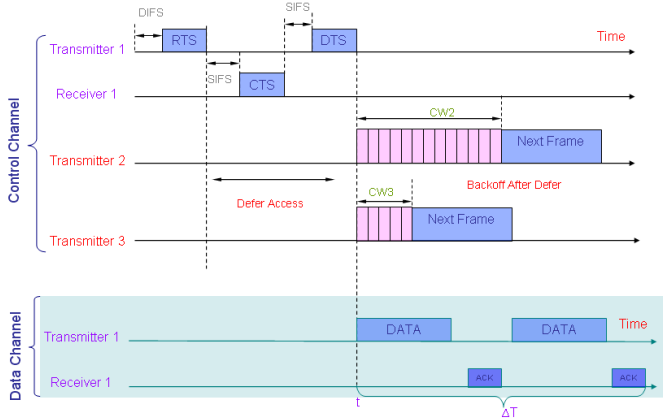 DIFS
SIFS
RTS
DTS
Time
Transmitter 1
SIFS
CTS
Receiver 1
CW2
Next Frame
Transmitter 2
Control Channel
Defer Access
CW3
Backoff After Defer
Next Frame
Transmitter 3
DATA
DATA
Time
Transmitter 1
Data Channel
Receiver 1
ACK
ACK
t
ΔT